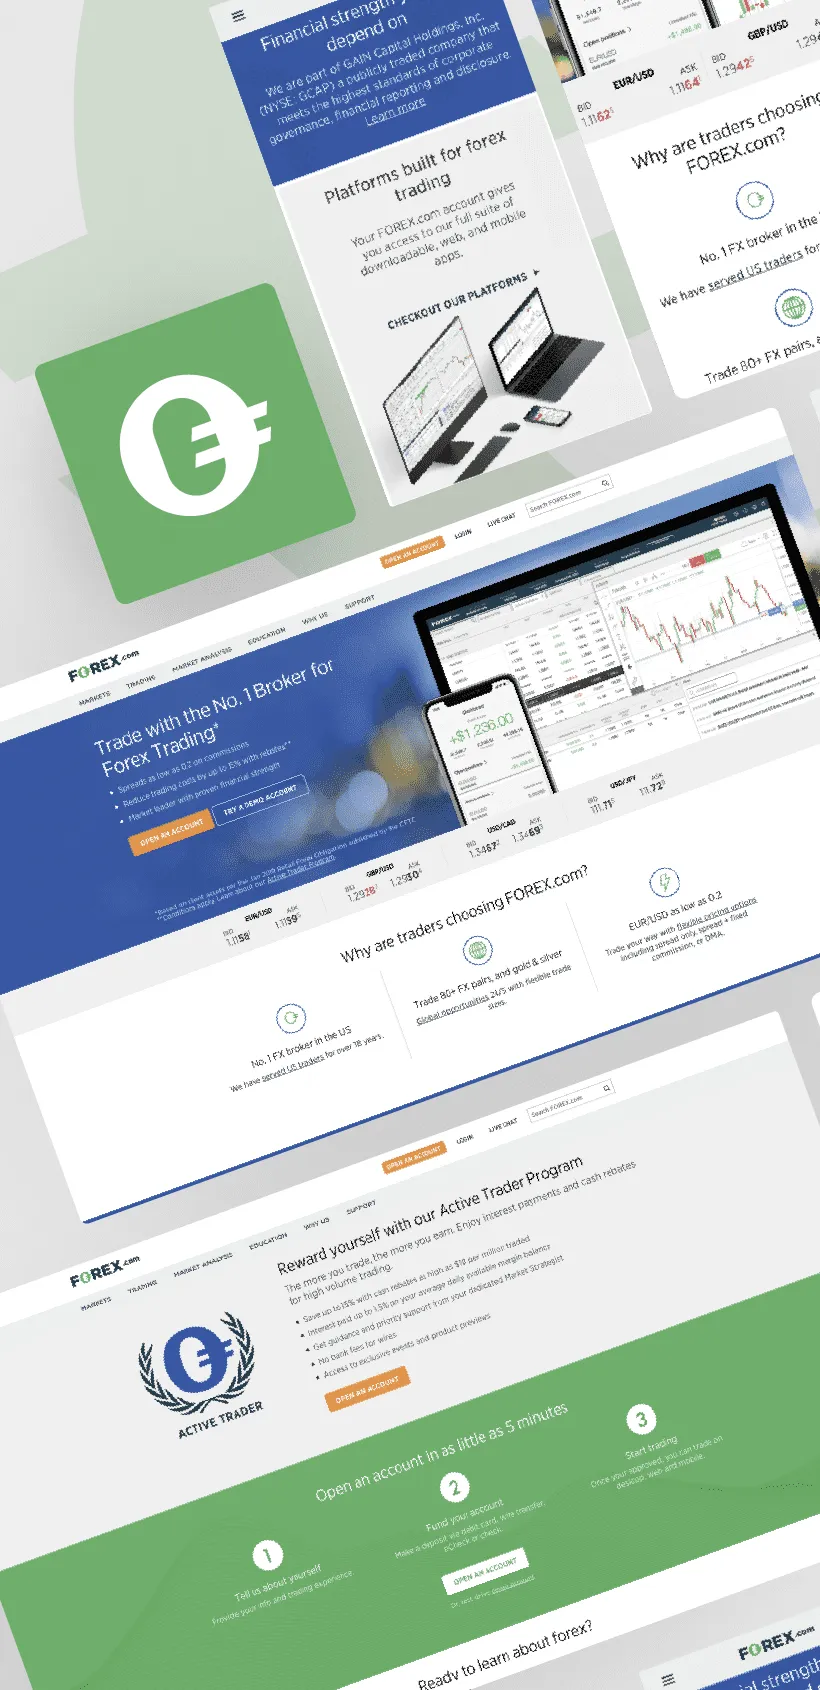 Financial strength
depend on
We are part of GAIN Capital Holdings, Inc.
(NYSE: GCAP) a publicly traded company that
meets the highest standards of corporate
governance, financial reporting and disclosure.
Learn more
Platforms built for forex
trading
Your FOREX.com account gives
you access to our full suite of
downloadable, web, and mobile
apps.
CHECKOUT OUR PLATFORMS
Open positions
EUR/USD
BID
EUR/USD
ASK
1.1162
1.1164
GBP/USD
BID
1.2942
1.29
Why are traders choosing
FOREX.com?
No. 1 FX broker in the
We have served US traders for
Trade 80+ FX pairs,
OPEN AN ACCOUNT
LOGIN
LIVE CHAT
Search FOREX.com
FOREX.com
MARKETS
TRADING
MARKET ANALYSIS
EDUCATION
WHY US
SUPPORT
Trade with the No. 1 Broker for
Forex Trading*
Spreads as low as 0.2 on commissions
Reduce trading costs by up to 15% with rebates**
Market leader with proven financial strength
OPEN AN ACCOUNT
TRY A DEMO ACCOUNT
*Based on client assets per the Jan 2019 Retail Forex Obligation published by the CFTC
**Conditions apply. Learn about our Active Trader Program
FOREX.com
Dashboard
+$1,236.00
Open positions
BID
EUR/USD
ASK
1.1158
1.1159
BID
GBP/USD
ASK
1.2928
1.2930
BID
USD/CAD
ASK
1.3467
1.3469
BID
USD/JPY
ASK
111.71
111.72
Why are traders choosing FOREX.com?
No. 1 FX broker in the US
We have served US traders for over 18 years.
Trade 80+ FX pairs, and gold & silver
Global opportunities 24/5 with flexible trade
sizes.
EUR/USD as low as 0.2
Trade your way with flexible pricing options
including spread only, spread + fixed
commission, or DMA.
OPEN AN ACCOUNT
LOGIN
LIVE CHAT
Search FOREX.com
FOREX.com
MARKETS
TRADING
MARKET ANALYSIS
EDUCATION
WHY US
SUPPORT
ACTIVE TRADER
Reward yourself with our Active Trader Program
The more you trade, the more you earn. Enjoy interest payments and cash rebates
for high volume trading.
Save up to 15% with cash rebates as high as $10 per million traded
Interest paid up to 1.5% on your average daily available margin balance
Get guidance and priority support from your dedicated Market Strategist
No bank fees for wires
Access to exclusive events and product previews
OPEN AN ACCOUNT
Open an account in as little as 5 minutes
1
Tell us about yourself
Provide your info and trading experience.
2
Fund your account
Make a deposit via debit card, wire transfer,
eCheck or check.
3
Start trading
Once your approved, you can trade on
desktop, web and mobile.
OPEN AN ACCOUNT
Or, test drive demo account
Ready to learn about forex?
FOREX.com